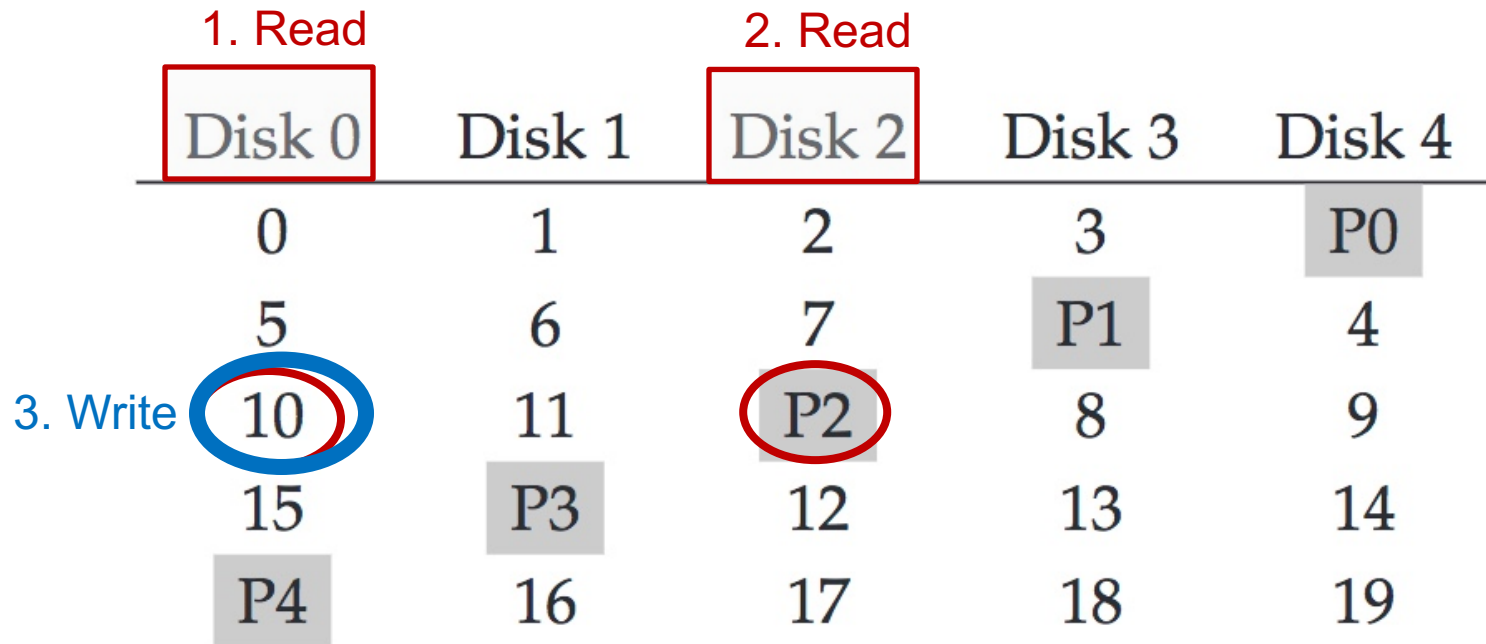 1. Read 2. Read
Disk 0 Disk 1 Disk 2 Disk 3 Disk 4
0 1 2 3 P0
5 6 7 P1 4
3. Write 10 11 P2 8 9
15 P3 12 13 14
P4 16 17 18 19